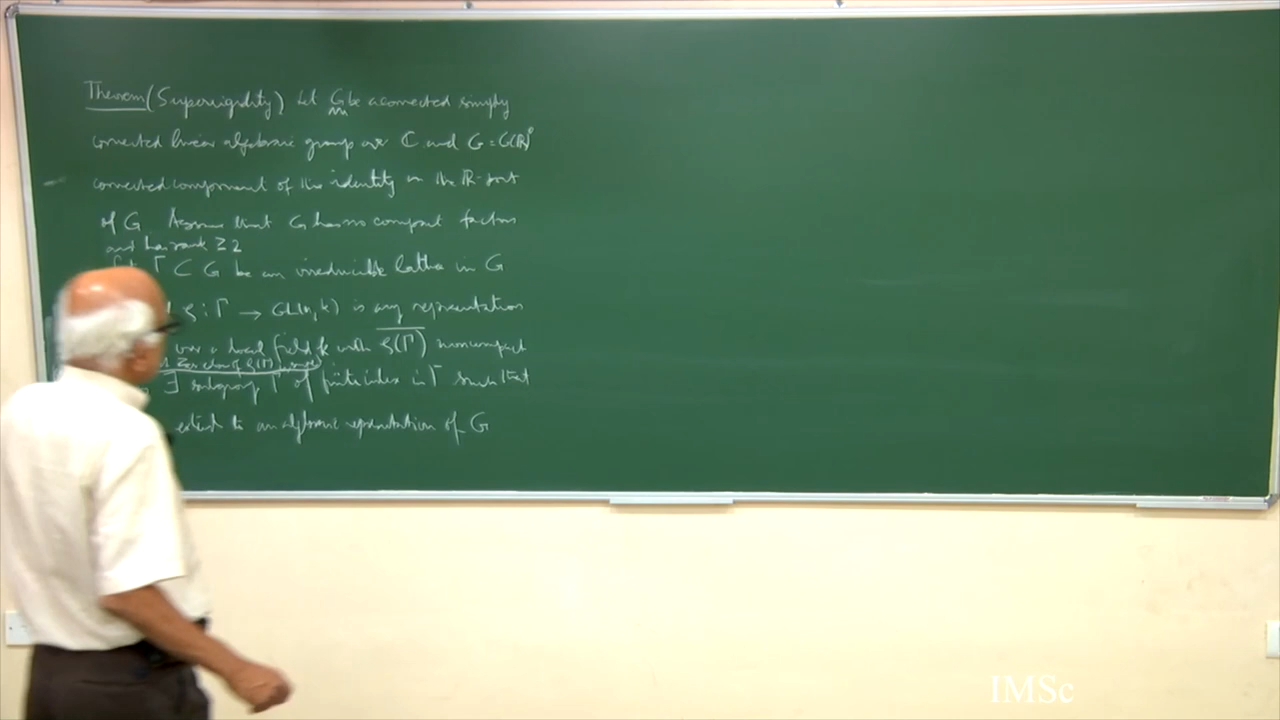 Theorem (Superrigidity) Let G be a connected simply
connected linear algebraic group over ℂ and G = G(ℝ)⁰
connected component of the identity in the ℝ-points
of G Assume that G has no compact factors
and has rank ≥ 2
Γ ⊂ G be an irreducible lattice in G
ρ : Γ → GL(n, k) is any representation
over a local field k with \overline{ρ(Γ)} noncompact
∃ subgroup Γ' of finite index in Γ such that
extend to an algebraic representation of G
IMSc